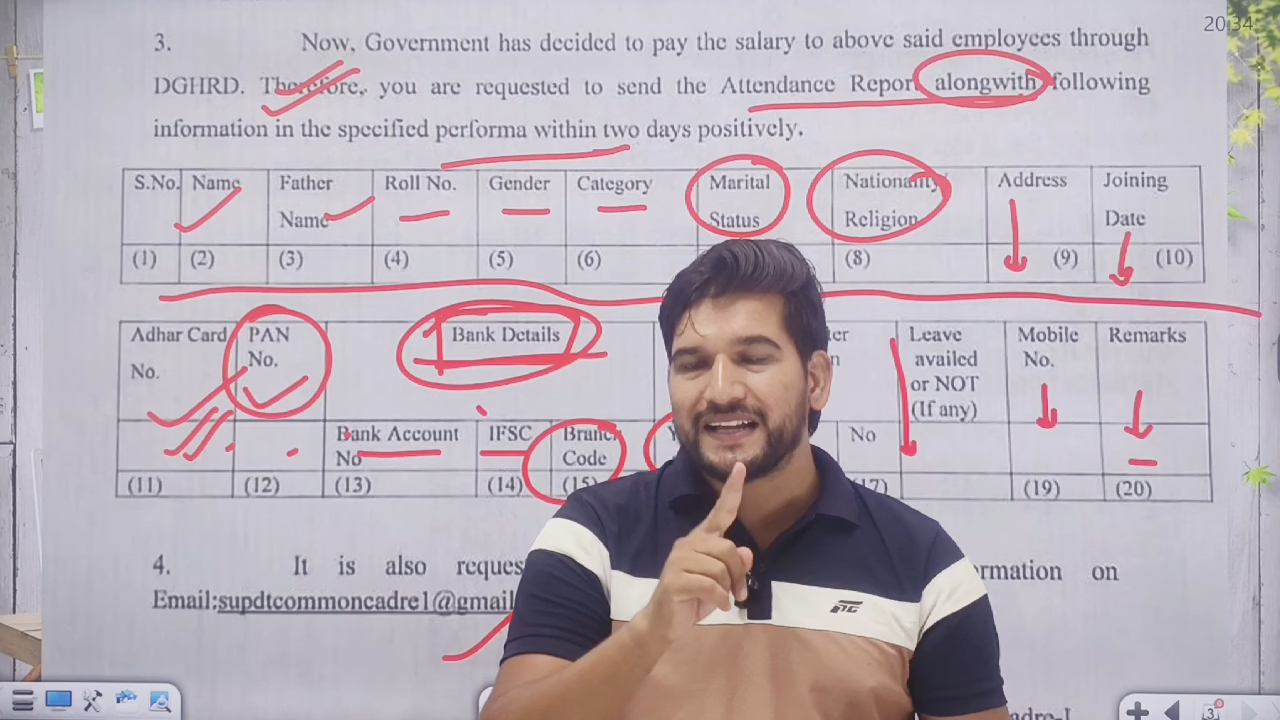 20:34
3. Now, Government has decided to pay the salary to above said employees through
DGHRD. Therefore, you are requested to send the Attendance Report alongwith following
information in the specified performa within two days positively.
S.No. Name Father Roll No. Gender Category Marital Nationality Address Joining
Name Status Religion Date
(1) (2) (3) (4) (5) (6) (8) (9) (10)
Adhar Card PAN Bank Details Leave Mobile Remarks
No. No. availed No.
or NOT
(If any)
Bank Account IFSC Branch No
No Code
(11) (12) (13) (14) (15) (17) (19) (20)
4. It is also on
Email:supdtcommoncadre1@gmail
3